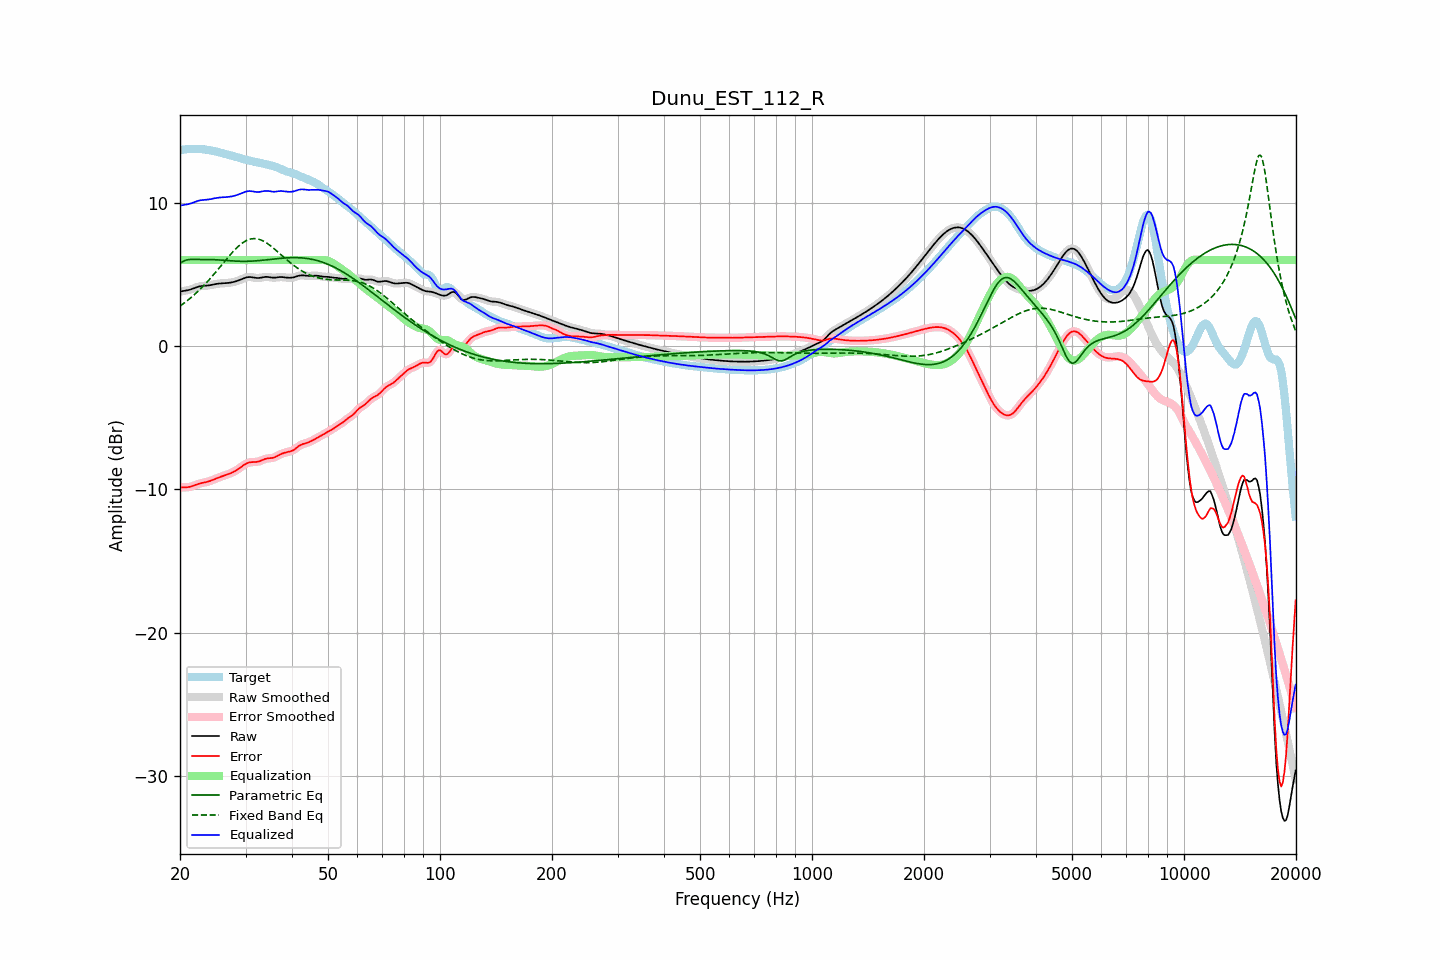 Dunu_EST_112_R
Amplitude (dBr)
10
0
−10
−20
−30
Target
Raw Smoothed
Error Smoothed
Raw
Error
Equalization
Parametric Eq
Fixed Band Eq
Equalized
20 50 100 200 500 1000 2000 5000 10000 20000
Frequency (Hz)